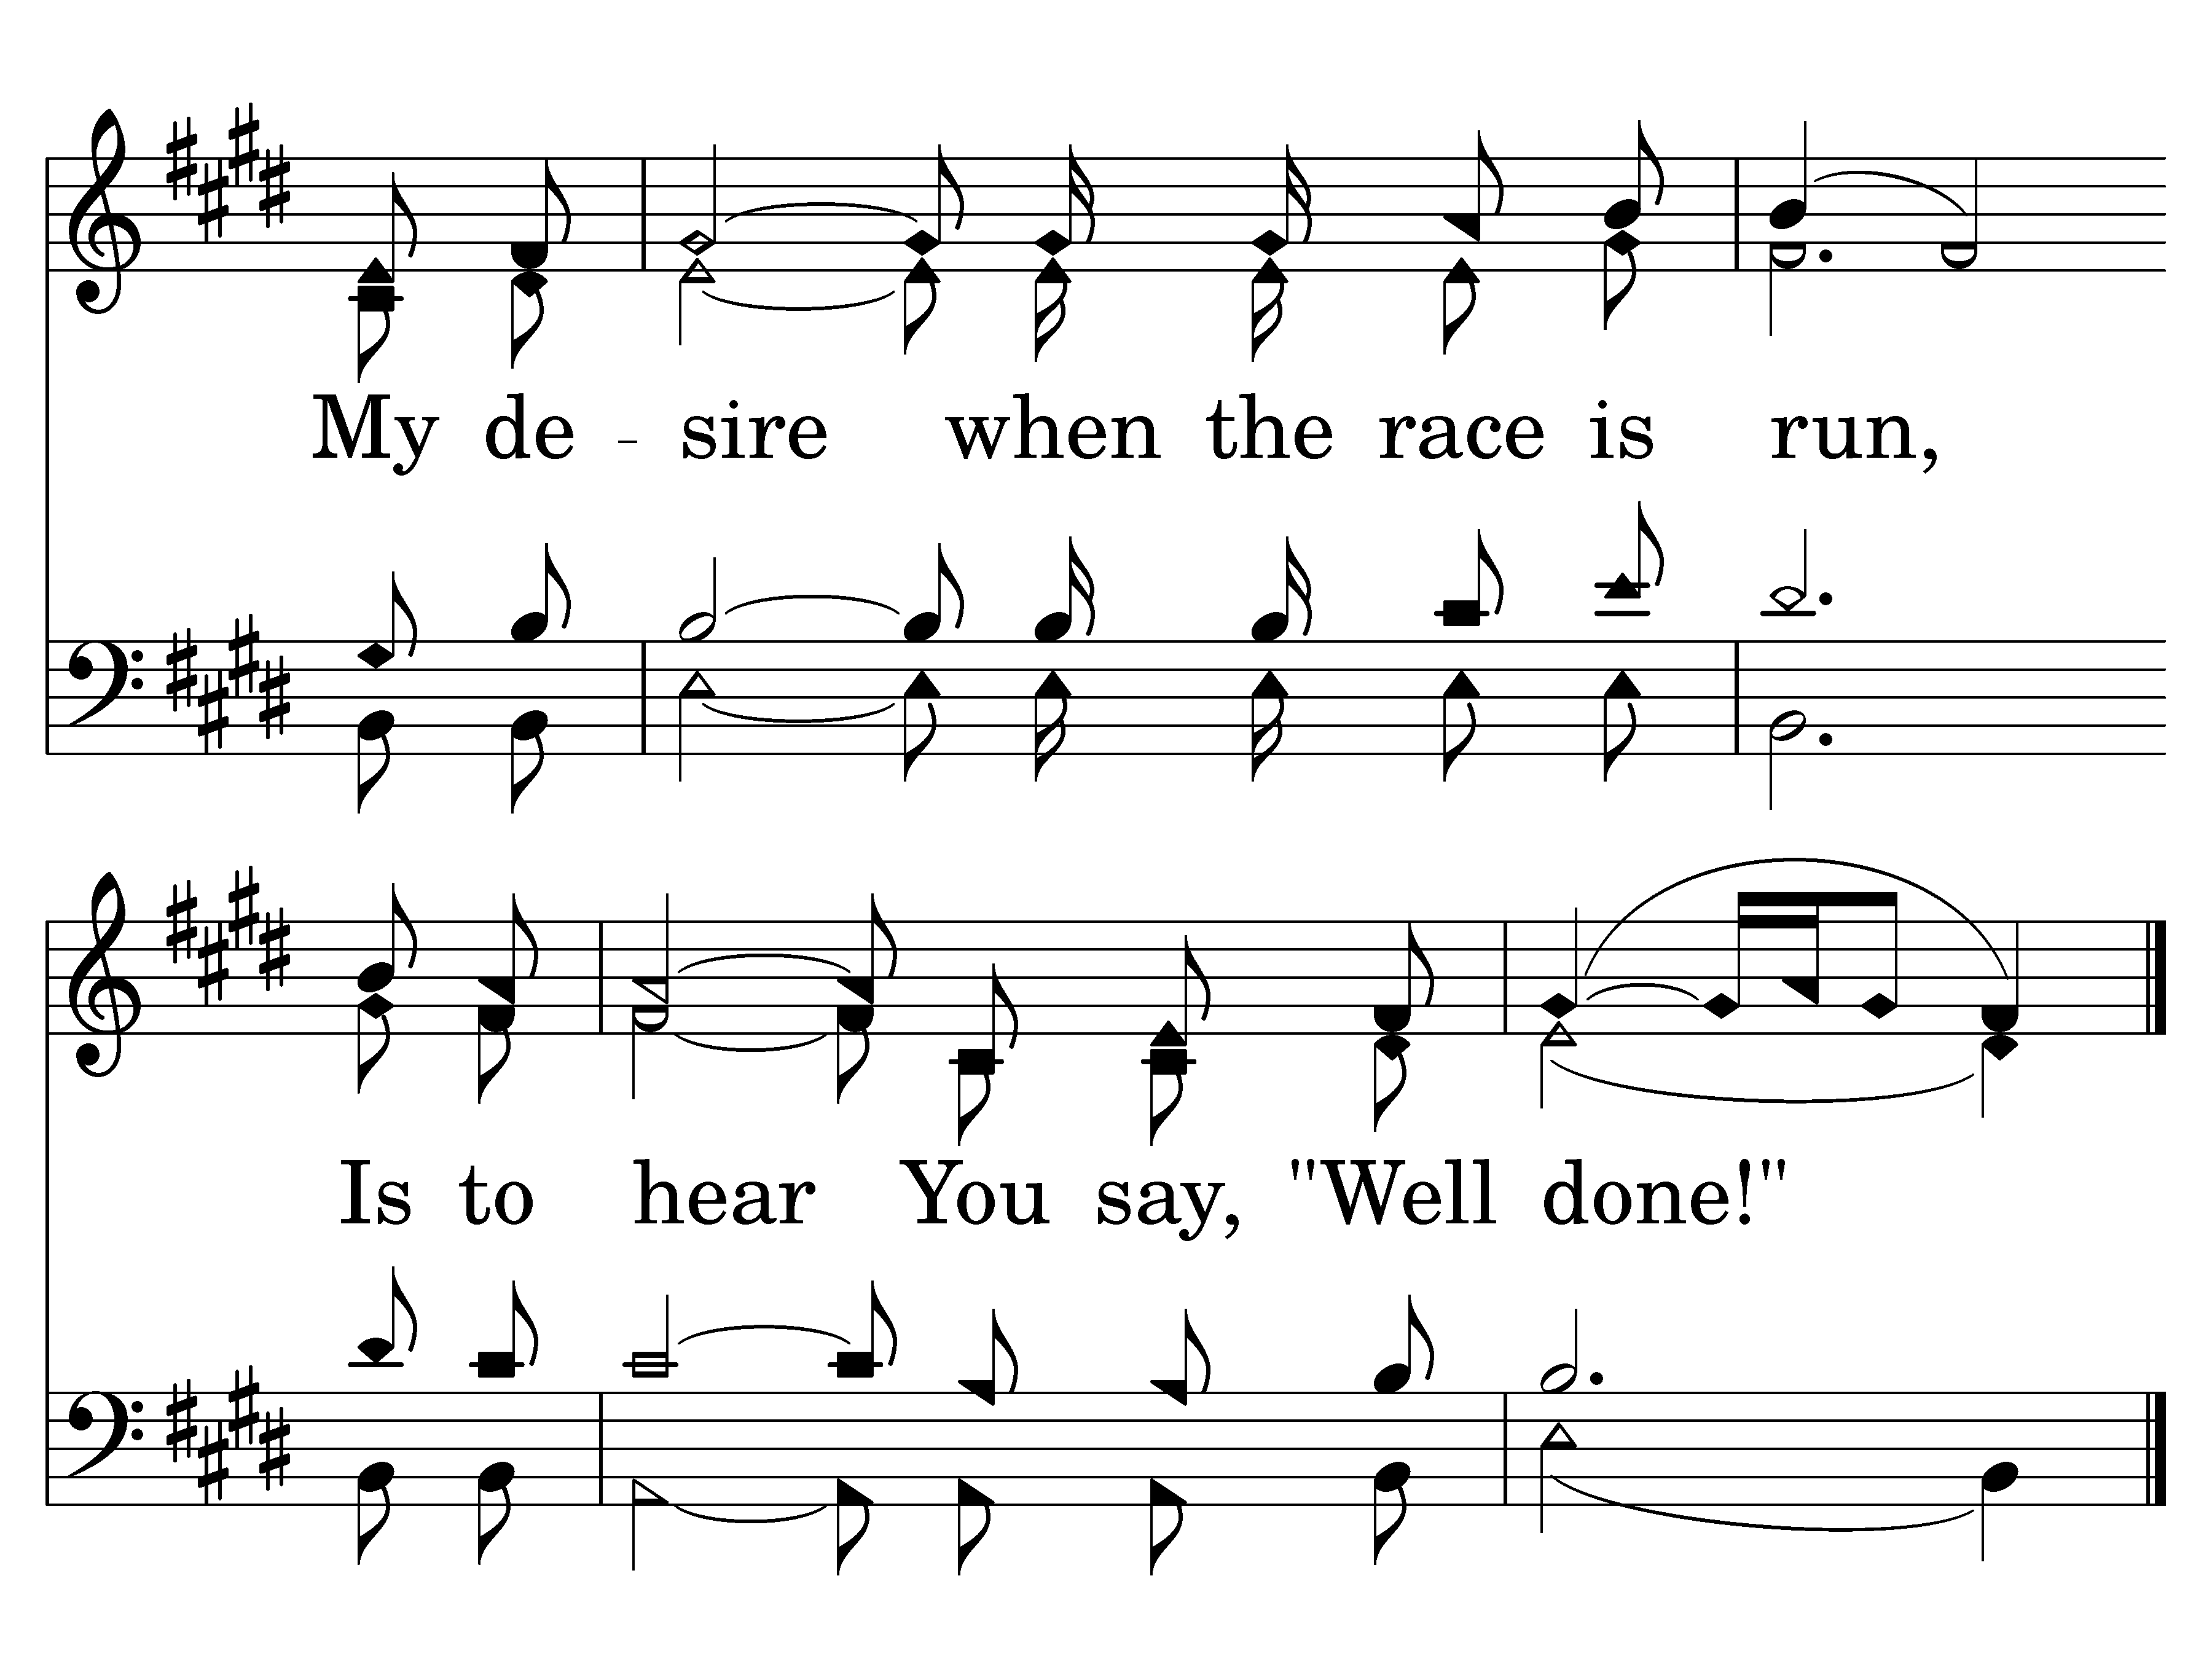 My de - sire when the race is run,
Is to hear You say, "Well done!"